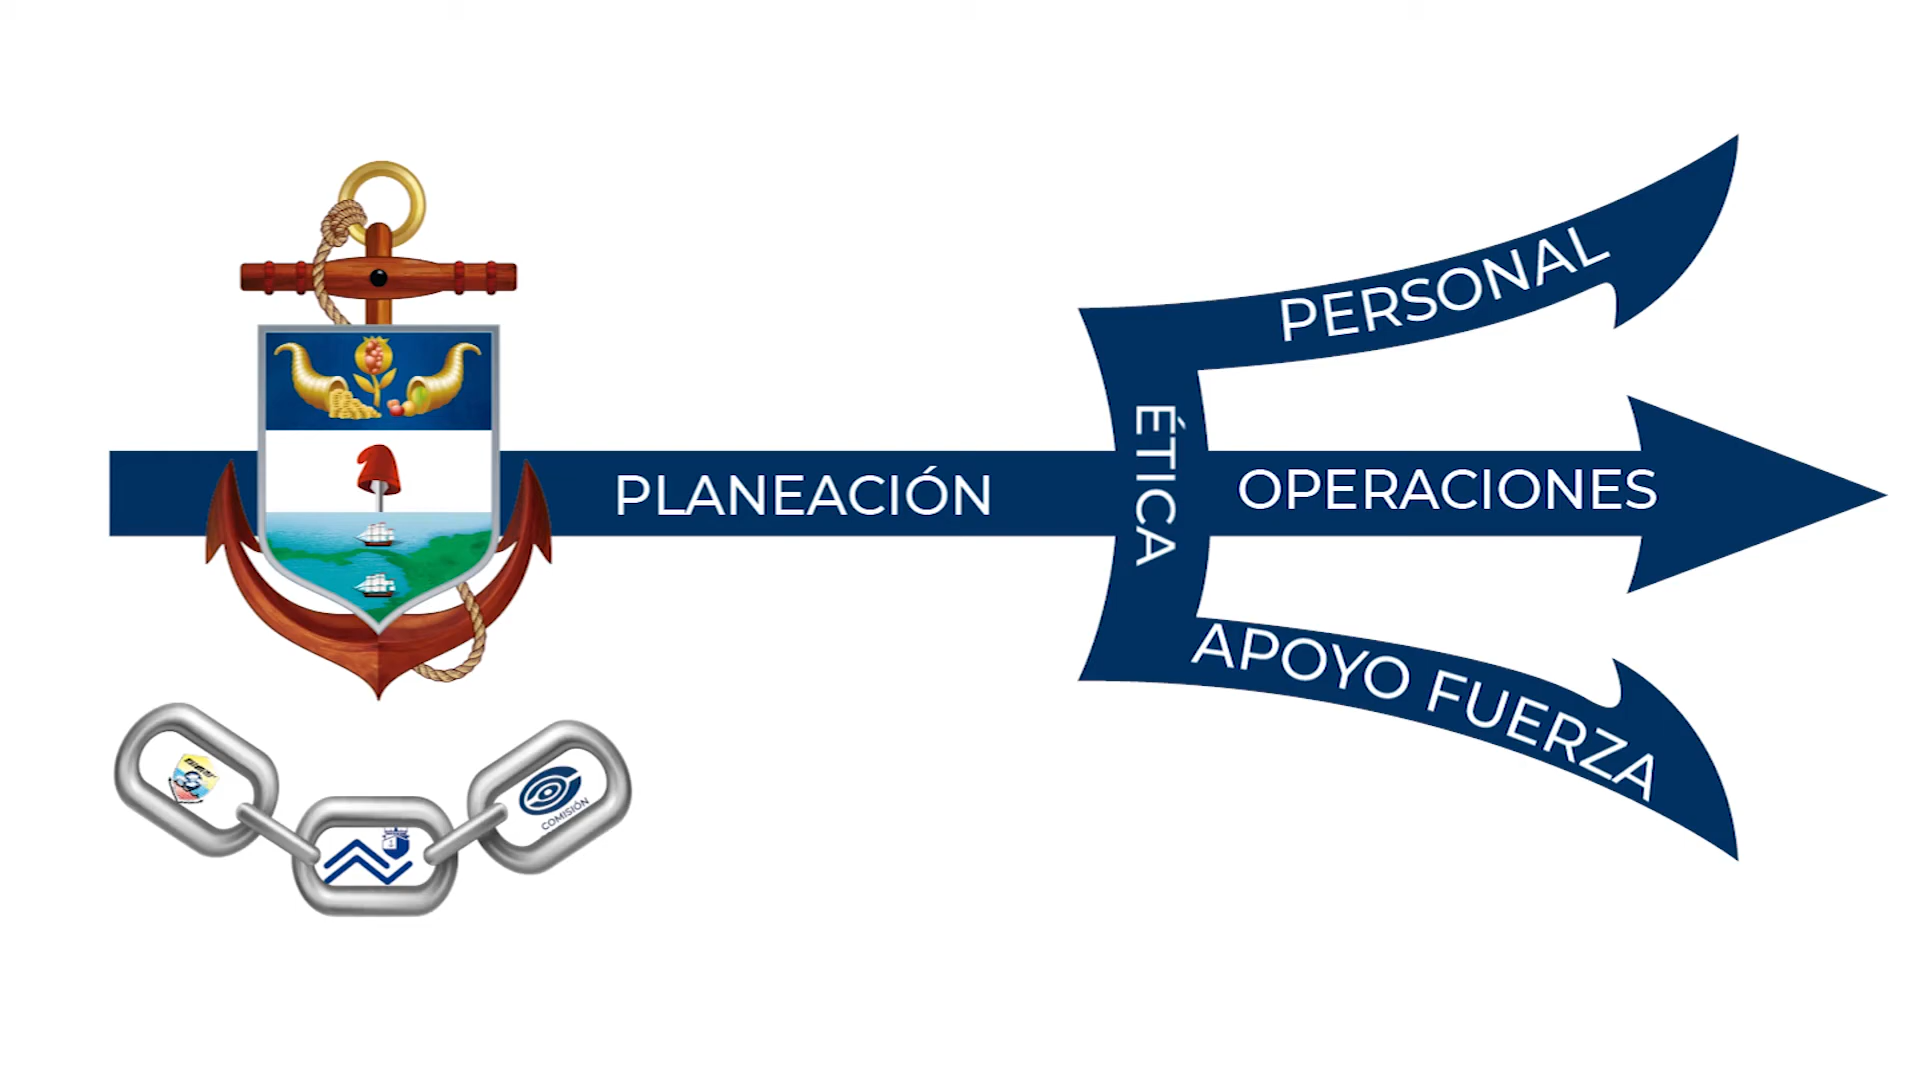 PLANEACIÓN
ÉTICA
PERSONAL
OPERACIONES
APOYO FUERZA
COMISIÓN